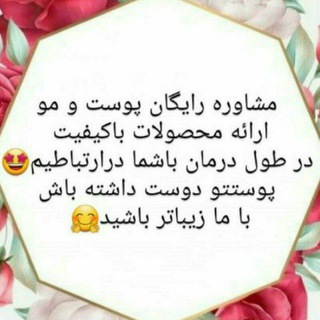 مشاوره رایگان پوست و مو
ارائه محصولات باکیفیت
در طول درمان باشما درارتباطیم🤩
پوستتو دوست داشته باش
با ما زیباتر باشید🤗